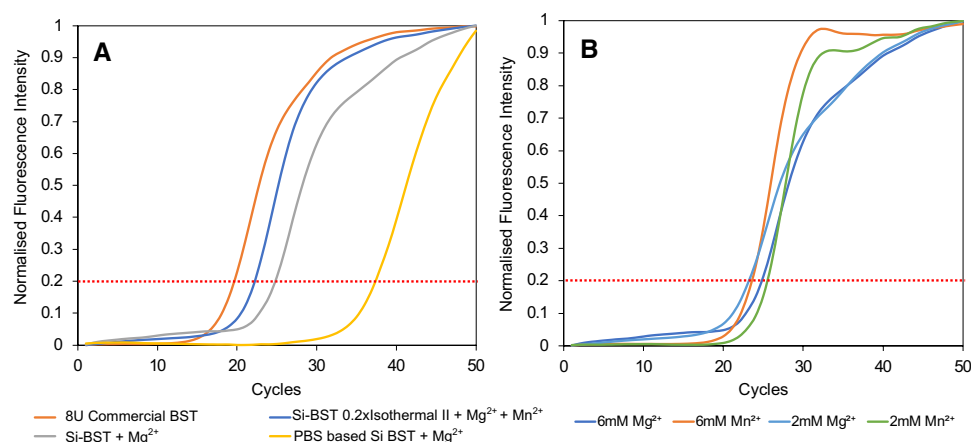 A
Normalised Fluorescence Intensity
1
0.9
0.8
0.7
0.6
0.5
0.4
0.3
0.2
0.1
0
0 10 20 30 40 50
Cycles
8U Commercial BST
Si-BST 0.2xIsothermal II + Mg²⁺ + Mn²⁺
Si-BST + Mg²⁺
PBS based Si BST + Mg²⁺
B
Normalised Fluorescence Intensity
1
0.9
0.8
0.7
0.6
0.5
0.4
0.3
0.2
0.1
0
0 10 20 30 40 50
Cycles
6mM Mg²⁺ 6mM Mn²⁺ 2mM Mg²⁺ 2mM Mn²⁺